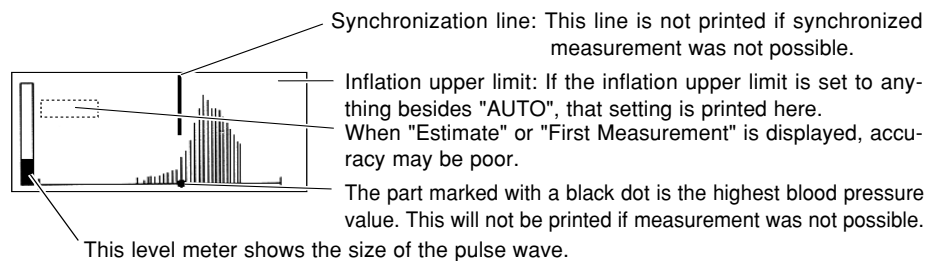 Synchronization line: This line is not printed if synchronized
measurement was not possible.
Inflation upper limit: If the inflation upper limit is set to any-
thing besides "AUTO", that setting is printed here.
When "Estimate" or "First Measurement" is displayed, accu-
racy may be poor.
The part marked with a black dot is the highest blood pressure
value. This will not be printed if measurement was not possible.
This level meter shows the size of the pulse wave.